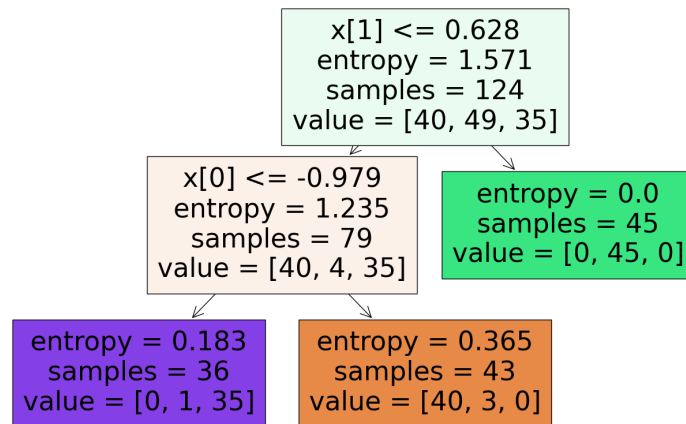 x[1] <= 0.628
entropy = 1.571
samples = 124
value = [40, 49, 35]
x[0] <= -0.979
entropy = 1.235
samples = 79
value = [40, 4, 35]
entropy = 0.0
samples = 45
value = [0, 45, 0]
entropy = 0.183
samples = 36
value = [0, 1, 35]
entropy = 0.365
samples = 43
value = [40, 3, 0]